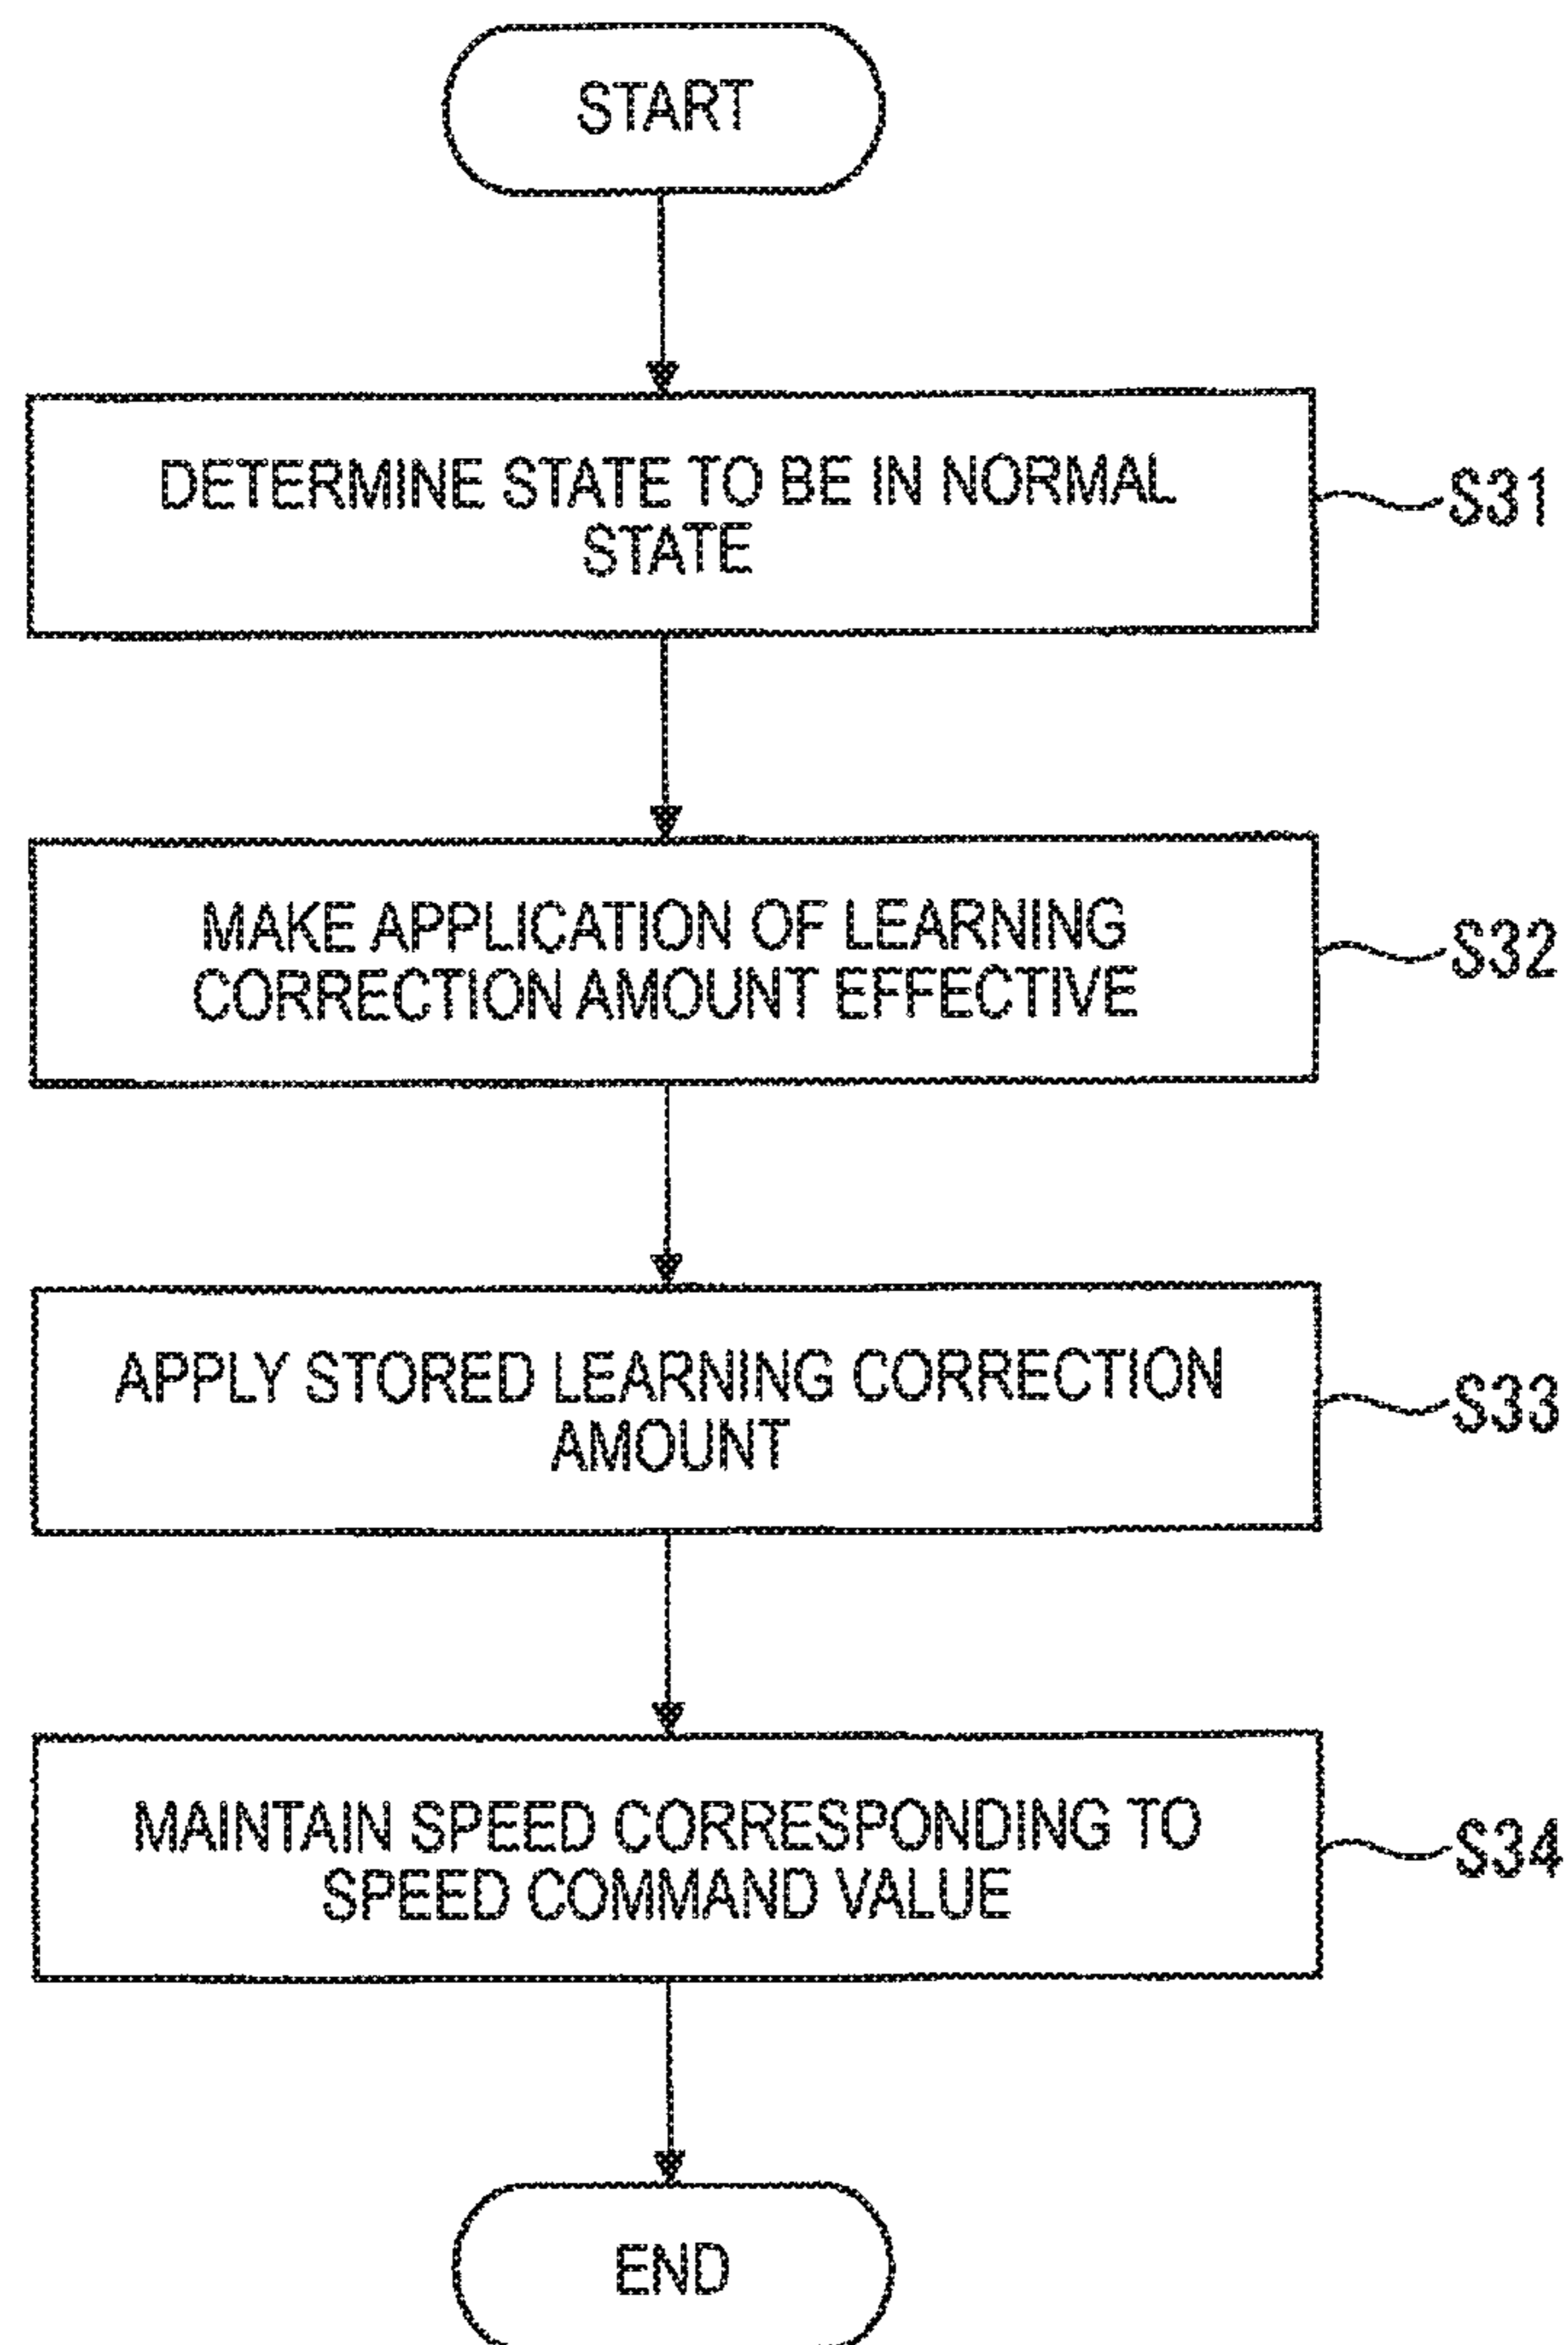 START
DETERMINE STATE TO BE IN NORMAL
STATE
S31
MAKE APPLICATION OF LEARNING
CORRECTION AMOUNT EFFECTIVE
S32
APPLY STORED LEARNING CORRECTION
AMOUNT
S33
MAINTAIN SPEED CORRESPONDING TO
SPEED COMMAND VALUE
S34
END